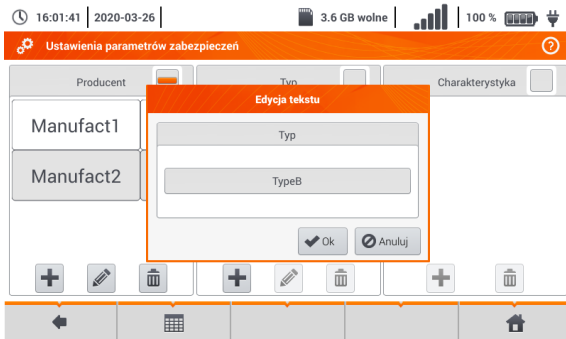 16:01:41 2020-03-26 3.6 GB wolne 100 %
Ustawienia parametrów zabezpieczeń
Producent Typ Charakterystyka
Edycja tekstu
Manufact1
Typ
Manufact2
TypeB
Ok Anuluj